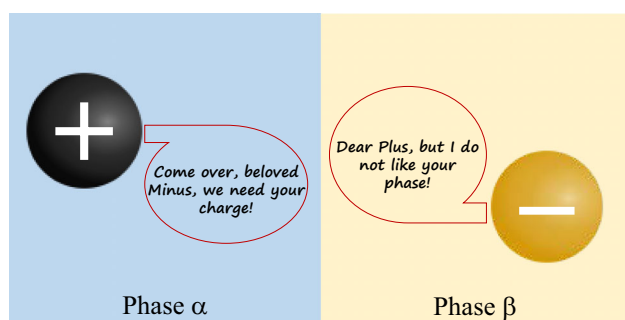 +
Come over, beloved
Minus, we need your
charge!
Dear Plus, but I do
not like your
phase!
−
Phase α
Phase β